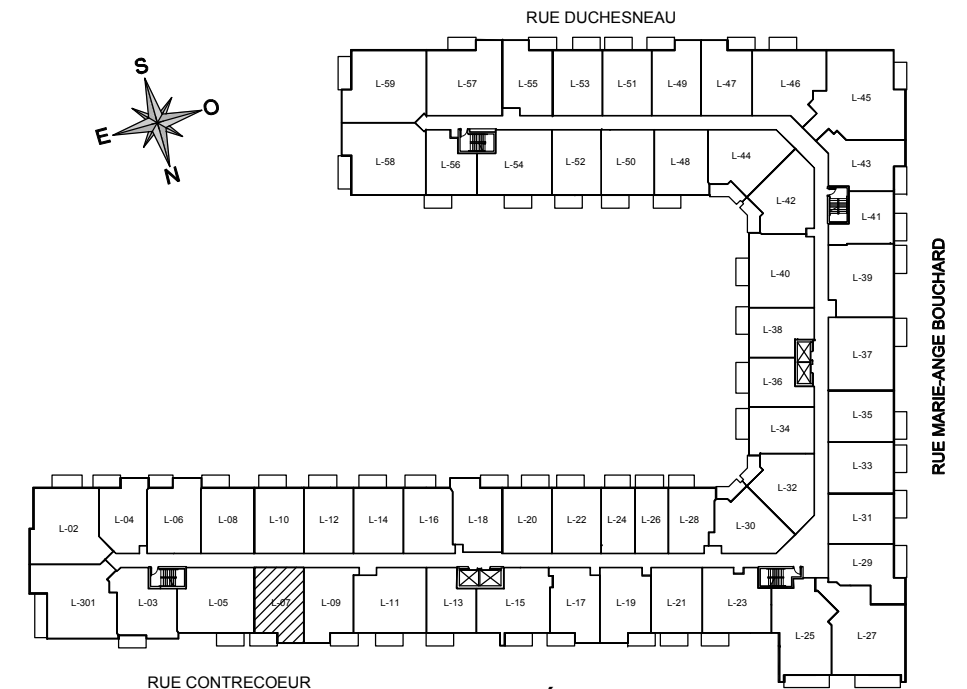 RUE DUCHESNEAU
S
O
E
N
L-59 L-57 L-55 L-53 L-51 L-49 L-47 L-46 L-45
L-58 L-56 L-54 L-52 L-50 L-48 L-44 L-43
L-42 L-41
L-40 L-39
L-38
L-37
L-36
L-35
L-34
L-33
L-32
L-31
RUE MARIE-ANGE BOUCHARD
L-02 L-04 L-06 L-08 L-10 L-12 L-14 L-16 L-18 L-20 L-22 L-24 L-26 L-28 L-30
L-29
L-301 L-03 L-05 L-07 L-09 L-11 L-13 L-15 L-17 L-19 L-21 L-23
L-25 L-27
RUE CONTRECOEUR